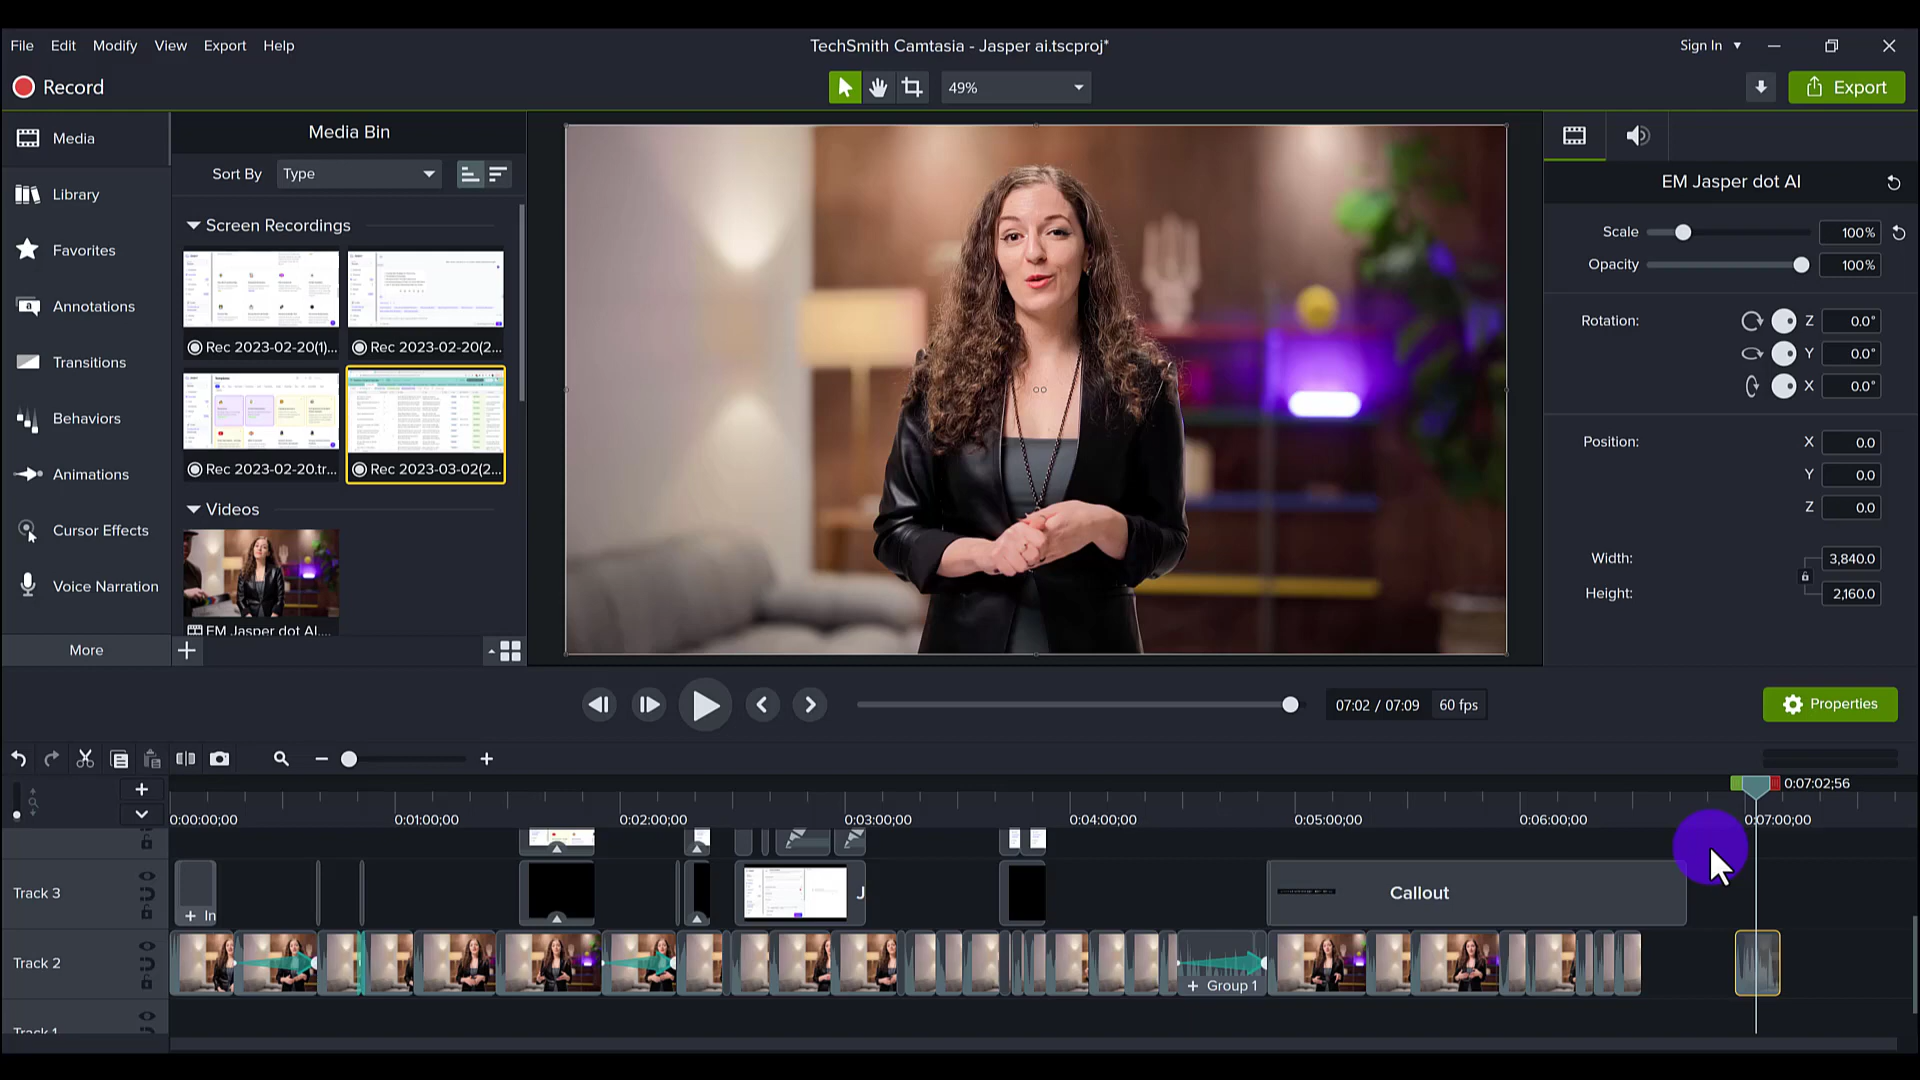 File Edit Modify View Export Help
TechSmith Camtasia - Jasper ai.tscproj*
Sign In
Record
49%
Export
Media
Library
Favorites
Annotations
Transitions
Behaviors
Animations
Cursor Effects
Voice Narration
More
Media Bin
Sort By Type
Screen Recordings
Rec 2023-02-20(1)...
Rec 2023-02-20(2...
Rec 2023-02-20.tr...
Rec 2023-03-02(2...
Videos
EM Jasper dot AI....
EM Jasper dot AI
Scale 100%
Opacity 100%
Rotation: Z 0.0°
Y 0.0°
X 0.0°
Position: X 0.0
Y 0.0
Z 0.0
Width: 3,840.0
Height: 2,160.0
07:02 / 07:09 60 fps
Properties
0:07:02;56
0:00:00;00 0:01:00;00 0:02:00;00 0:03:00;00 0:04:00;00 0:05:00;00 0:06:00;00 0:07:00;00
Track 3
+ In
J
Callout
Track 2
+ Group 1
Track 1